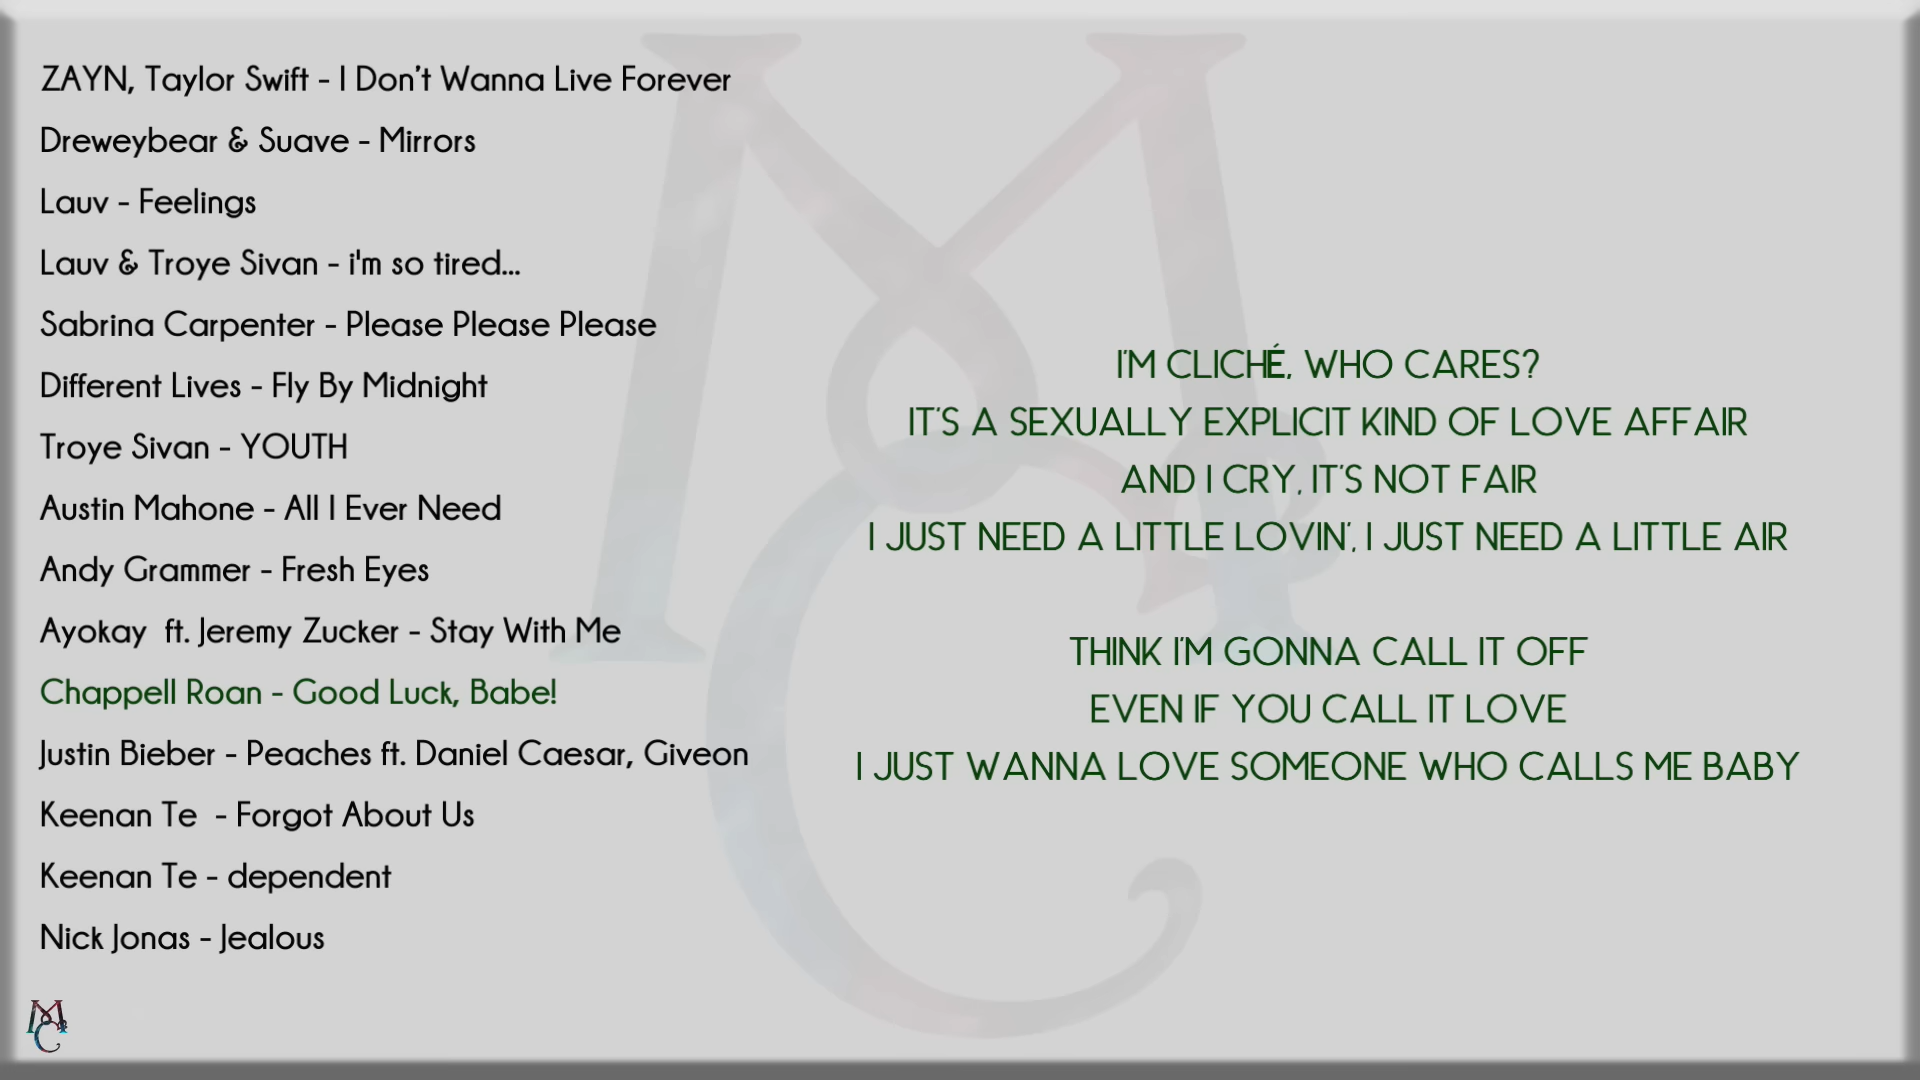 ZAYN, Taylor Swift - I Don't Wanna Live Forever
Dreweybear & Suave - Mirrors
Lauv - Feelings
Lauv & Troye Sivan - i'm so tired...
Sabrina Carpenter - Please Please Please
Different Lives - Fly By Midnight
Troye Sivan - YOUTH
Austin Mahone - All I Ever Need
Andy Grammer - Fresh Eyes
Ayokay  ft. Jeremy Zucker - Stay With Me
Chappell Roan - Good Luck, Babe!
Justin Bieber - Peaches ft. Daniel Caesar, Giveon
Keenan Te  - Forgot About Us
Keenan Te - dependent
Nick Jonas - Jealous
I'M CLICHÉ, WHO CARES?
IT'S A SEXUALLY EXPLICIT KIND OF LOVE AFFAIR
AND I CRY, IT'S NOT FAIR
I JUST NEED A LITTLE LOVIN', I JUST NEED A LITTLE AIR
THINK I'M GONNA CALL IT OFF
EVEN IF YOU CALL IT LOVE
I JUST WANNA LOVE SOMEONE WHO CALLS ME BABY
MC